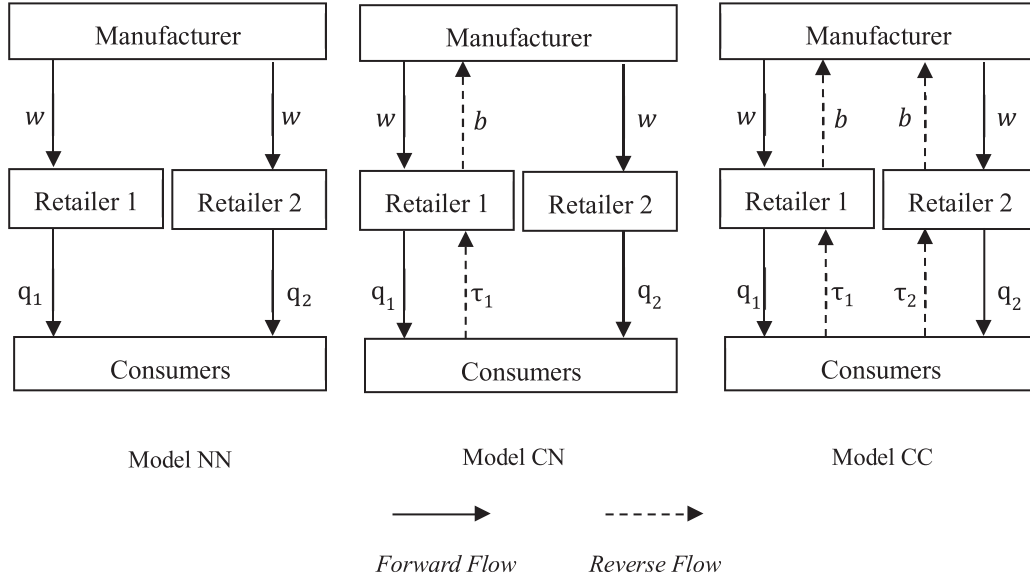 Manufacturer Manufacturer Manufacturer
w w w b w w b b w
Retailer 1 Retailer 2 Retailer 1 Retailer 2 Retailer 1 Retailer 2
q₁ q₂ q₁ τ₁ q₂ q₁ τ₁ τ₂ q₂
Consumers Consumers Consumers
Model NN Model CN Model CC
Forward Flow Reverse Flow